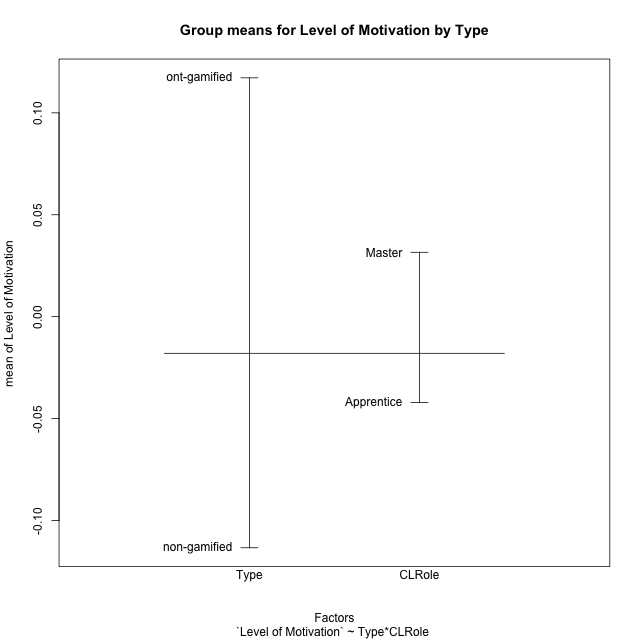 Group means for Level of Motivation by Type
mean of Level of Motivation
0.10
0.05
0.00
-0.05
-0.10
ont-gamified
Master
Apprentice
non-gamified
Type
CLRole
Factors
`Level of Motivation` ~ Type*CLRole